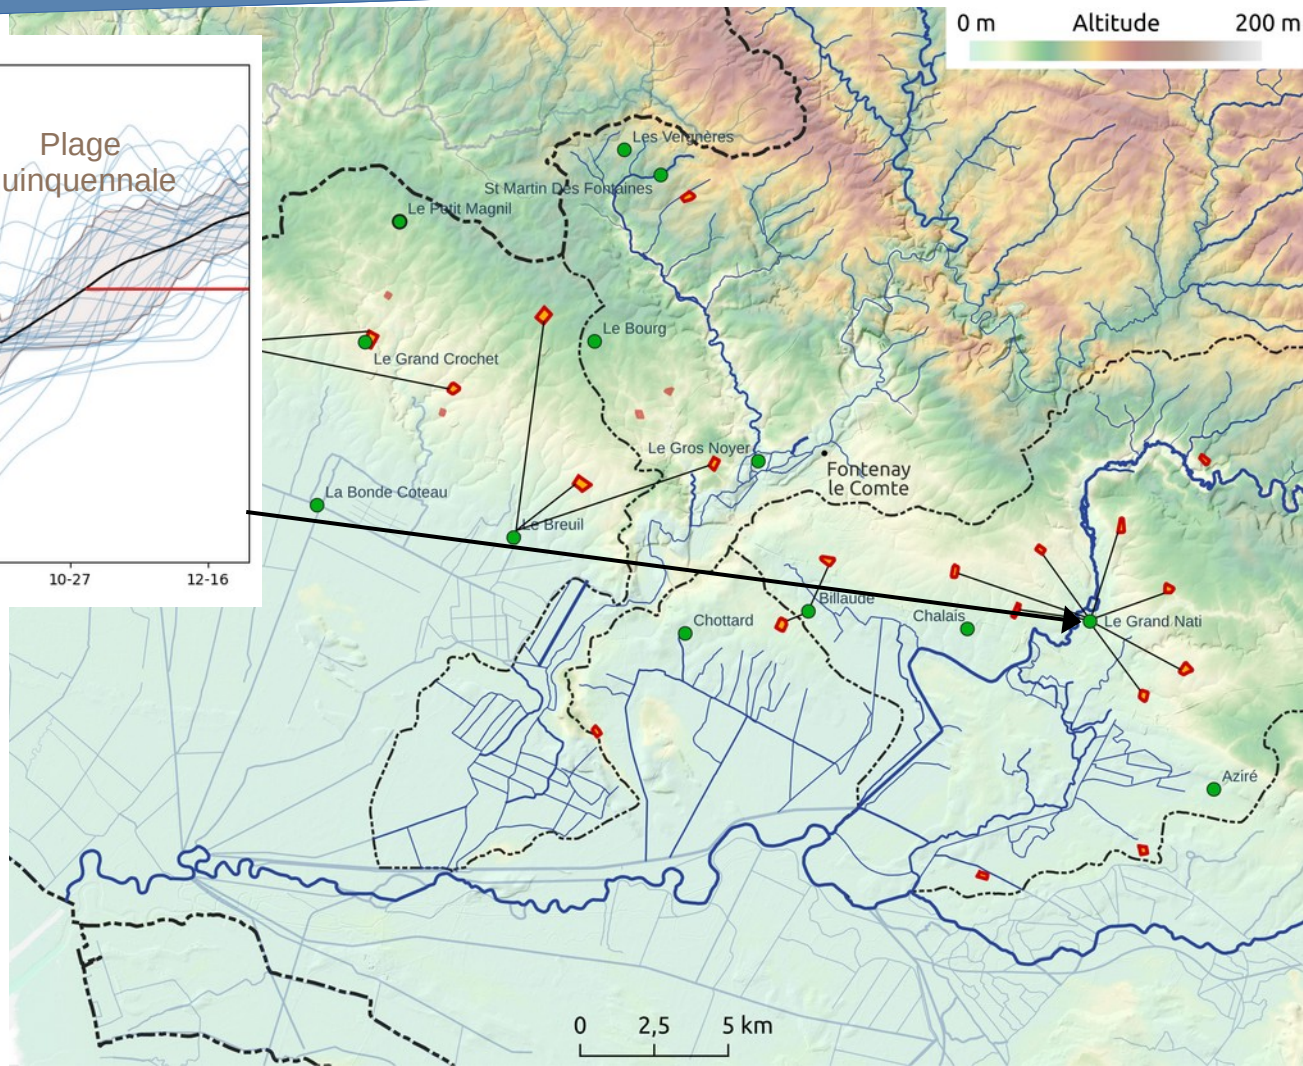 0 m Altitude 200 m
Plage
uinquennale
Les Vergnères
St Martin Des Fontaines
Le Petit Magnil
Le Bourg
Le Grand Crochet
Le Gros Noyer
Fontenay
le Comte
La Bonde Coteau
Le Breuil
10-27 12-16
Billaude
Chalais
Chottard
Le Grand Nati
Aziré
0 2,5 5 km